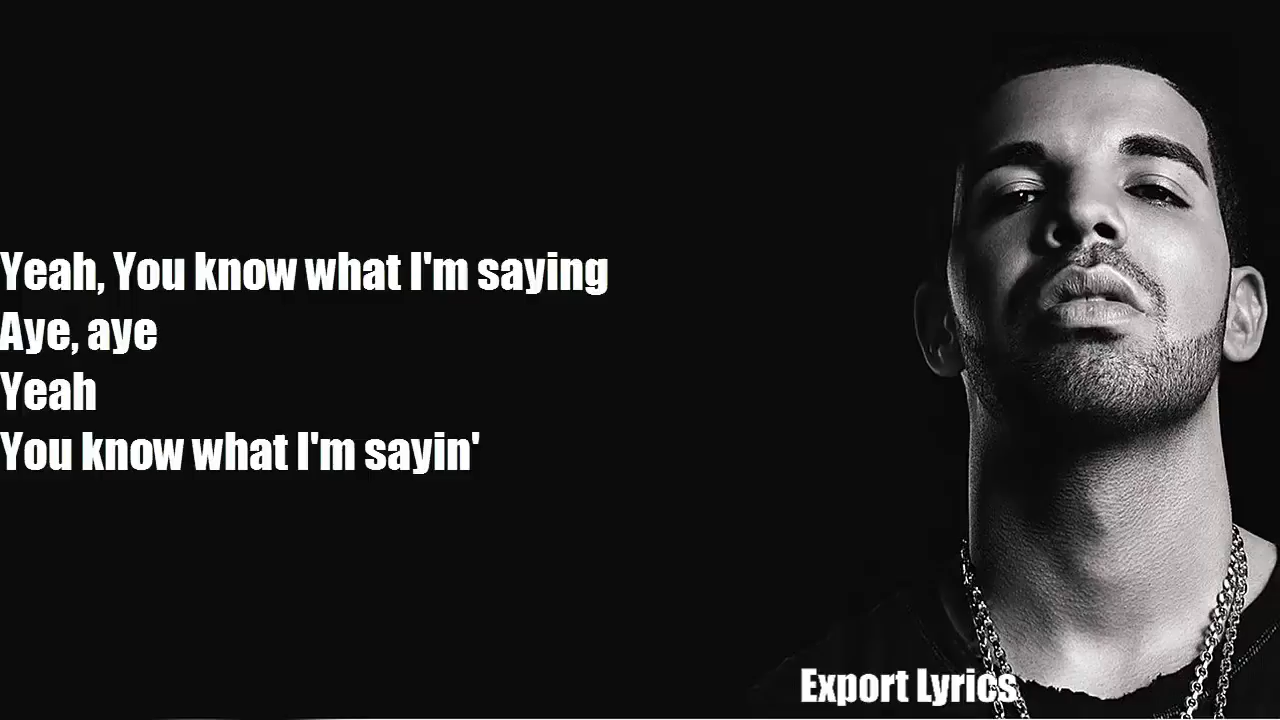 Yeah, You know what I'm saying
Aye, aye
Yeah
You know what I'm sayin'
Export Lyrics